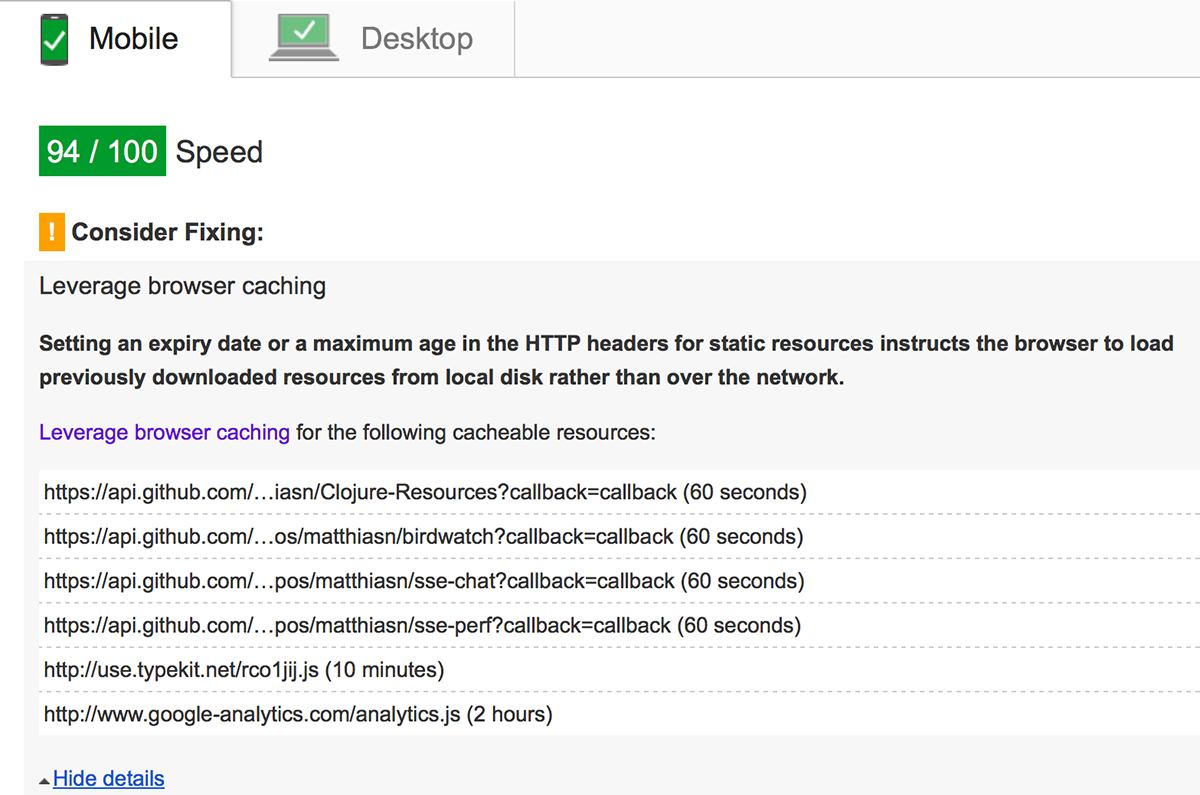 Mobile
Desktop
94 / 100 Speed
! Consider Fixing:
Leverage browser caching
Setting an expiry date or a maximum age in the HTTP headers for static resources instructs the browser to load
previously downloaded resources from local disk rather than over the network.
Leverage browser caching for the following cacheable resources:
https://api.github.com/…iasn/Clojure-Resources?callback=callback (60 seconds)
https://api.github.com/…os/matthiasn/birdwatch?callback=callback (60 seconds)
https://api.github.com/…pos/matthiasn/sse-chat?callback=callback (60 seconds)
https://api.github.com/…pos/matthiasn/sse-perf?callback=callback (60 seconds)
http://use.typekit.net/rco1jij.js (10 minutes)
http://www.google-analytics.com/analytics.js (2 hours)
Hide details